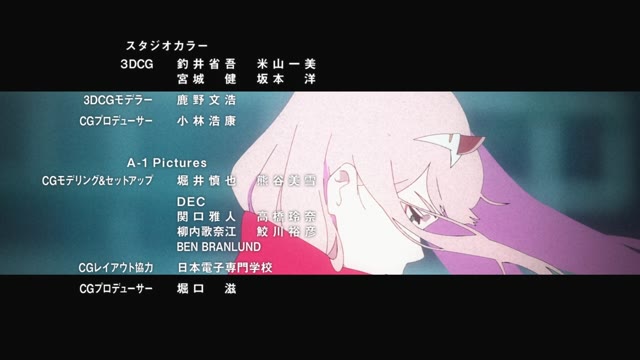 スタジオカラー
3DCG 釣井省吾 米山一美
宮城 健 坂本 洋
3DCGモデラー 鹿野文浩
CGプロデューサー 小林浩康
A-1 Pictures
CGモデリング&セットアップ 堀井慎也 熊谷美雪
DEC
関口雅人 高橋玲奈
柳内歌奈江 鮫川裕彦
BEN BRANLUND
CGレイアウト協力 日本電子専門学校
CGプロデューサー 堀口 滋